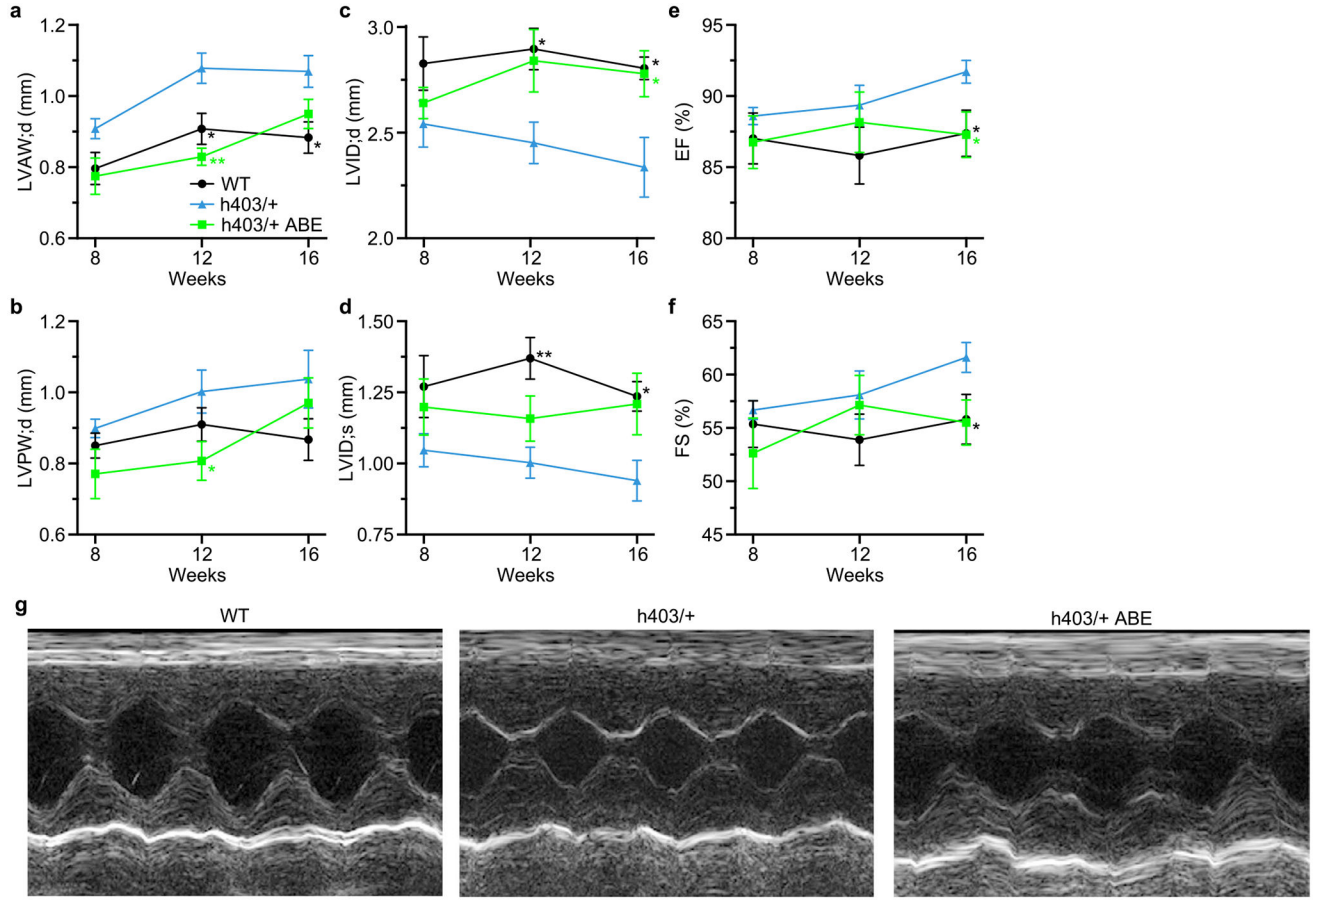 a
1.2
1.0
0.8
0.6
LVAW;d (mm)
*
**
*
WT
h403/+
h403/+ ABE
8
12
16
Weeks
c
3.0
2.5
2.0
LVID;d (mm)
*
*
*
8
12
16
Weeks
e
95
90
85
80
EF (%)
*
*
8
12
16
Weeks
b
1.2
1.0
0.8
0.6
LVPW;d (mm)
*
8
12
16
Weeks
d
1.50
1.25
1.00
0.75
LVID;s (mm)
**
*
8
12
16
Weeks
f
65
60
55
50
45
FS (%)
*
8
12
16
Weeks
g
WT
h403/+
h403/+ ABE